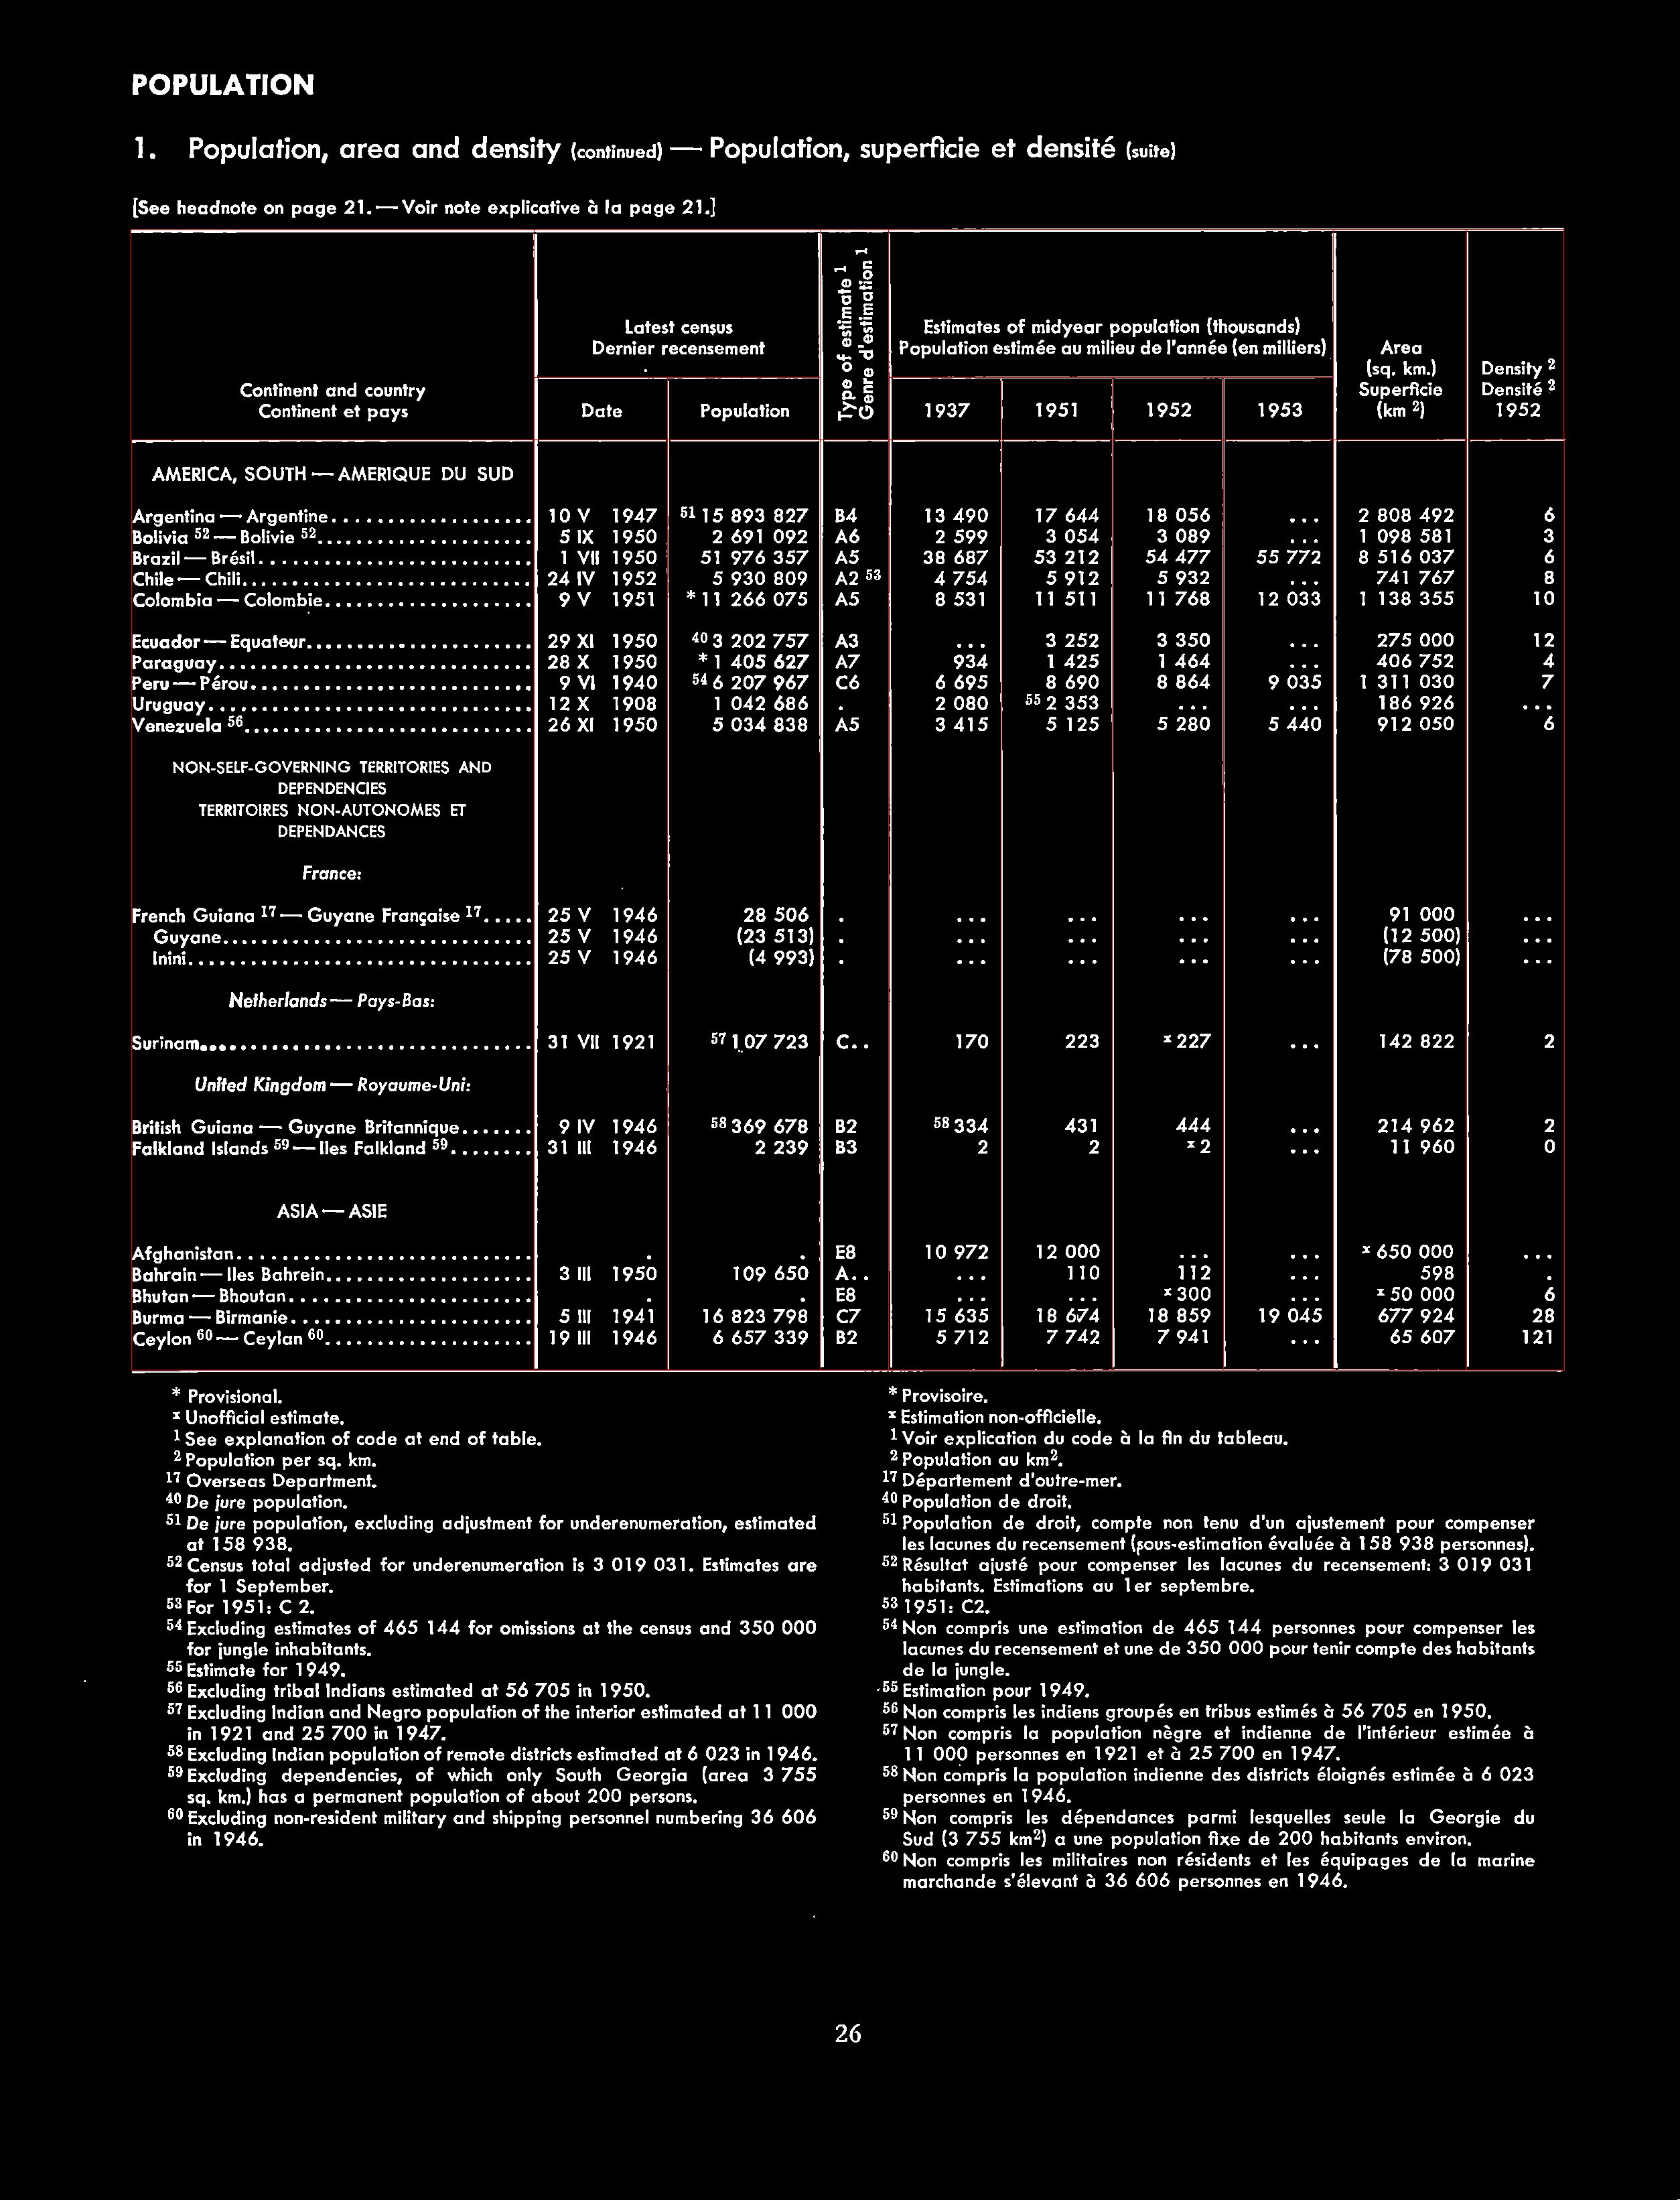 POPULATION
1. Population, area and density (continued) — Population, superficie et densité (suite)
[See headnote on page 21. — Voir note explicative à la page 21.]
Continent and country
Continent et pays
Latest census
Dernier recensement
Date
Population
Type of estimate 1
Genre d'estimation 1
Estimates of midyear population (thousands)
Population estimée au milieu de l'année (en milliers)
1937 1951 1952 1953
Area
(sq. km.)
Superficie
(km 2)
Density 2
Densité 2
1952
AMERICA, SOUTH — AMERIQUE DU SUD
Argentina — Argentine.................... 10 V 1947 51 15 893 827 B4 13 490 17 644 18 056 ... 2 808 492 6
Bolivia 52 — Bolivie 52.................... 5 IX 1950 2 691 092 A6 2 599 3 054 3 089 ... 1 098 581 3
Brazil — Brésil.................... 1 VII 1950 51 976 357 A5 38 687 53 212 54 477 55 772 8 516 037 6
Chile — Chili.................... 24 IV 1952 5 930 809 A2 53 4 754 5 912 5 932 ... 741 767 8
Colombia — Colombie.................... 9 V 1951 * 11 266 075 A5 8 531 11 511 11 768 12 033 1 138 355 10
Ecuador — Equateur.................... 29 XI 1950 40 3 202 757 A3 ... 3 252 3 350 ... 275 000 12
Paraguay.................... 28 X 1950 * 1 405 627 A7 934 1 425 1 464 ... 406 752 4
Peru — Pérou.................... 9 VI 1940 54 6 207 967 C6 6 695 8 690 8 864 9 035 1 311 030 7
Uruguay.................... 12 X 1908 1 042 686 . 2 080 55 2 353 ... ... 186 926 ...
Venezuela 56.................... 26 XI 1950 5 034 838 A5 3 415 5 125 5 280 5 440 912 050 6
NON-SELF-GOVERNING TERRITORIES AND
DEPENDENCIES
TERRITOIRES NON-AUTONOMES ET
DEPENDANCES
France:
French Guiana 17 — Guyane Française 17..... 25 V 1946 28 506 . ... ... ... ... 91 000 ...
Guyane.................... 25 V 1946 (23 513) . ... ... ... ... (12 500) ...
Inini.................... 25 V 1946 (4 993) . ... ... ... ... (78 500) ...
Netherlands — Pays-Bas:
Surinam.................... 31 VII 1921 57 107 723 C.. 170 223 x 227 ... 142 822 2
United Kingdom — Royaume-Uni:
British Guiana — Guyane Britannique....... 9 IV 1946 58 369 678 B2 58 334 431 444 ... 214 962 2
Falkland Islands 59 — Iles Falkland 59........ 31 III 1946 2 239 B3 2 2 x 2 ... 11 960 0
ASIA — ASIE
Afghanistan.................... . . E8 10 972 12 000 ... ... x 650 000 ...
Bahrain — Iles Bahrein.................... 3 III 1950 109 650 A.. ... 110 112 ... 598 .
Bhutan — Bhoutan.................... . . E8 ... ... x 300 ... x 50 000 6
Burma — Birmanie.................... 5 III 1941 16 823 798 C7 15 635 18 674 18 859 19 045 677 924 28
Ceylon 60 — Ceylan 60.................... 19 III 1946 6 657 339 B2 5 712 7 742 7 941 ... 65 607 121
* Provisional.
x Unofficial estimate.
1 See explanation of code at end of table.
2 Population per sq. km.
17 Overseas Department.
40 De jure population.
51 De jure population, excluding adjustment for underenumeration, estimated
at 158 938.
52 Census total adjusted for underenumeration is 3 019 031. Estimates are
for 1 September.
53 For 1951: C 2.
54 Excluding estimates of 465 144 for omissions at the census and 350 000
for jungle inhabitants.
55 Estimate for 1949.
56 Excluding tribal Indians estimated at 56 705 in 1950.
57 Excluding Indian and Negro population of the interior estimated at 11 000
in 1921 and 25 700 in 1947.
58 Excluding Indian population of remote districts estimated at 6 023 in 1946.
59 Excluding dependencies, of which only South Georgia (area 3 755
sq. km.) has a permanent population of about 200 persons.
60 Excluding non-resident military and shipping personnel numbering 36 606
in 1946.
* Provisoire.
x Estimation non-officielle.
1 Voir explication du code à la fin du tableau.
2 Population au km2.
17 Département d'outre-mer.
40 Population de droit.
51 Population de droit, compte non tenu d'un ajustement pour compenser
les lacunes du recensement (sous-estimation évaluée à 158 938 personnes).
52 Résultat ajusté pour compenser les lacunes du recensement: 3 019 031
habitants. Estimations au 1er septembre.
53 1951: C2.
54 Non compris une estimation de 465 144 personnes pour compenser les
lacunes du recensement et une de 350 000 pour tenir compte des habitants
de la jungle.
55 Estimation pour 1949.
56 Non compris les indiens groupés en tribus estimés à 56 705 en 1950.
57 Non compris la population nègre et indienne de l'intérieur estimée à
11 000 personnes en 1921 et à 25 700 en 1947.
58 Non compris la population indienne des districts éloignés estimée à 6 023
personnes en 1946.
59 Non compris les dépendances parmi lesquelles seule la Georgie du
Sud (3 755 km2) a une population fixe de 200 habitants environ.
60 Non compris les militaires non résidents et les équipages de la marine
marchande s'élevant à 36 606 personnes en 1946.
26